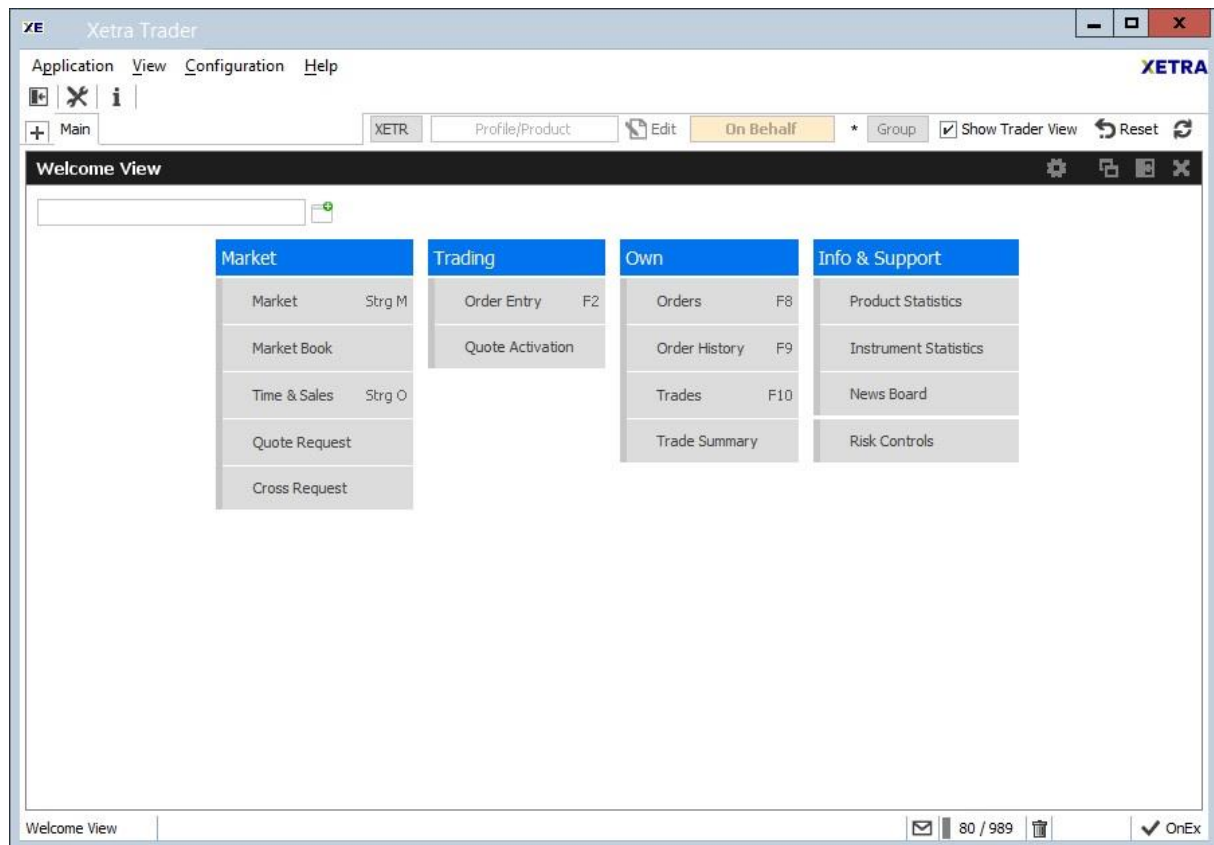 XE Xetra Trader
Application View Configuration Help XETRA
i
Main XETR Profile/Product Edit On Behalf * Group Show Trader View Reset
Welcome View
Market Trading Own Info & Support
Market Strg M Order Entry F2 Orders F8 Product Statistics
Market Book Quote Activation Order History F9 Instrument Statistics
Time & Sales Strg O Trades F10 News Board
Quote Request Trade Summary Risk Controls
Cross Request
Welcome View 80 / 989 OnEx